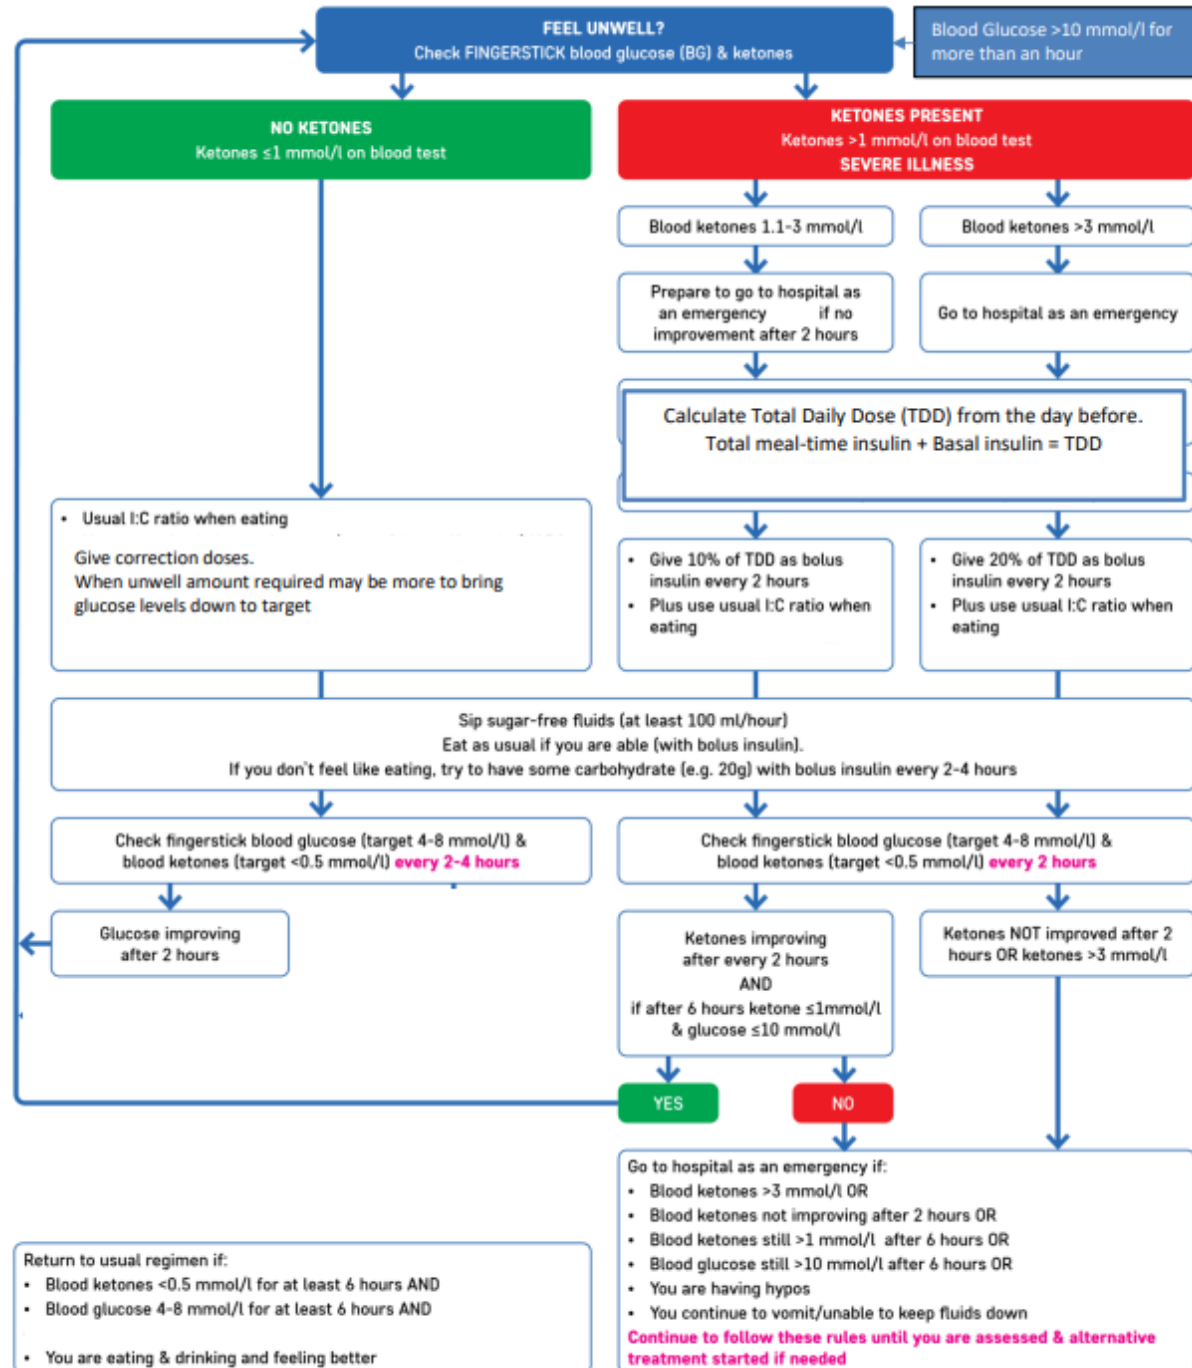 FEEL UNWELL?
Check FINGERSTICK blood glucose (BG) & ketones
Blood Glucose >10 mmol/l for
more than an hour
NO KETONES
Ketones ≤1 mmol/l on blood test
KETONES PRESENT
Ketones >1 mmol/l on blood test
SEVERE ILLNESS
Blood ketones 1.1-3 mmol/l
Blood ketones >3 mmol/l
Prepare to go to hospital as
an emergency if no
improvement after 2 hours
Go to hospital as an emergency
Calculate Total Daily Dose (TDD) from the day before.
Total meal-time insulin + Basal insulin = TDD
• Usual I:C ratio when eating
Give correction doses.
When unwell amount required may be more to bring
glucose levels down to target
• Give 10% of TDD as bolus
insulin every 2 hours
• Plus use usual I:C ratio when
eating
• Give 20% of TDD as bolus
insulin every 2 hours
• Plus use usual I:C ratio when
eating
Sip sugar-free fluids (at least 100 ml/hour)
Eat as usual if you are able (with bolus insulin).
If you don't feel like eating, try to have some carbohydrate (e.g. 20g) with bolus insulin every 2-4 hours
Check fingerstick blood glucose (target 4-8 mmol/l) &
blood ketones (target <0.5 mmol/l) every 2-4 hours
Check fingerstick blood glucose (target 4-8 mmol/l) &
blood ketones (target <0.5 mmol/l) every 2 hours
Glucose improving
after 2 hours
Ketones improving
after every 2 hours
AND
if after 6 hours ketone ≤1mmol/l
& glucose ≤10 mmol/l
Ketones NOT improved after 2
hours OR ketones >3 mmol/l
YES
NO
Go to hospital as an emergency if:
• Blood ketones >3 mmol/l OR
• Blood ketones not improving after 2 hours OR
• Blood ketones still >1 mmol/l after 6 hours OR
• Blood glucose still >10 mmol/l after 6 hours OR
• You are having hypos
• You continue to vomit/unable to keep fluids down
Continue to follow these rules until you are assessed & alternative
treatment started if needed
Return to usual regimen if:
• Blood ketones <0.5 mmol/l for at least 6 hours AND
• Blood glucose 4-8 mmol/l for at least 6 hours AND
• You are eating & drinking and feeling better